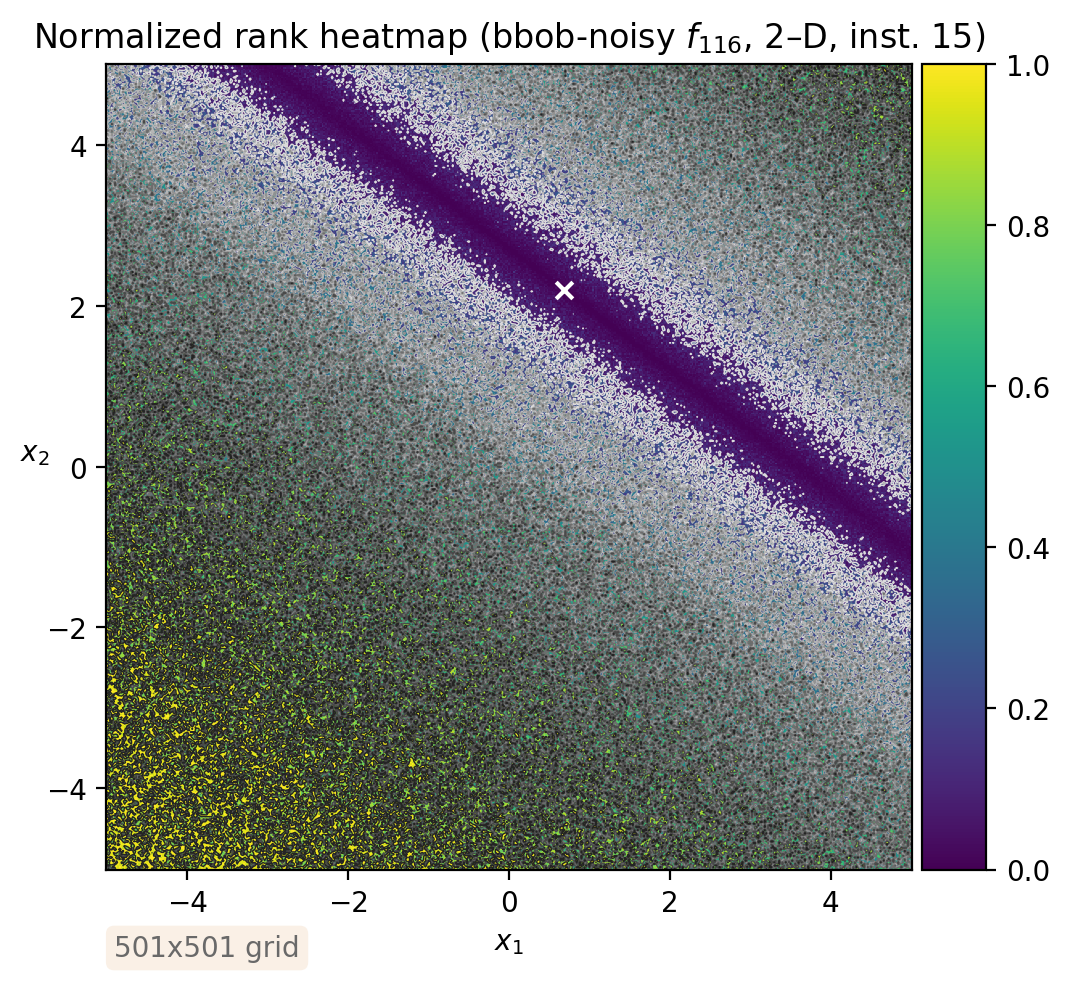 Normalized rank heatmap (bbob-noisy f116, 2–D, inst. 15)
1.0
0.8
0.6
0.4
0.2
0.0
4
2
0
−2
−4
x2
−4 −2 0 2 4
x1
501x501 grid